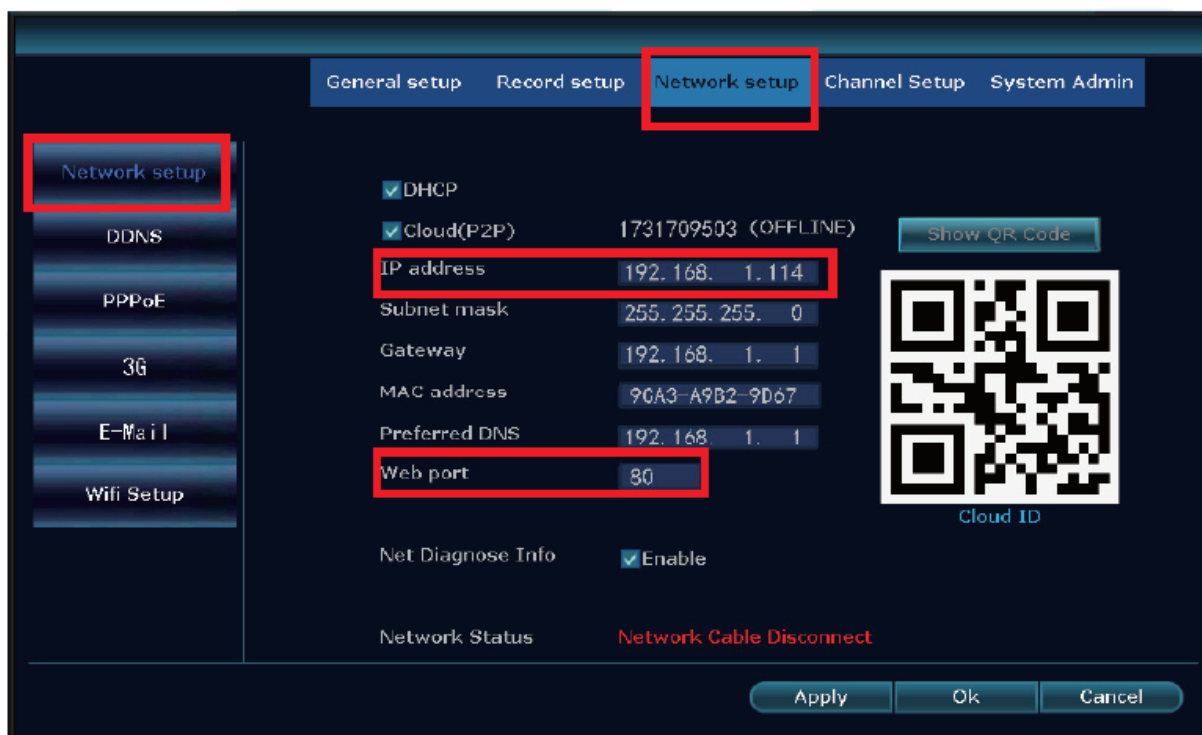 General setup Record setup Network setup Channel Setup System Admin
Network setup
DHCP
DDNS
Cloud(P2P) 1731709503 (OFFLINE) Show QR Code
IP address 192.168. 1.114
PPPoE
Subnet mask 255.255.255. 0
Gateway 192.168. 1. 1
3G
MAC address 9CA3-A9B2-9D67
E-Mail
Preferred DNS 192.168. 1. 1
Web port 80
Wifi Setup
Cloud ID
Net Diagnose Info Enable
Network Status Network Cable Disconnect
Apply Ok Cancel